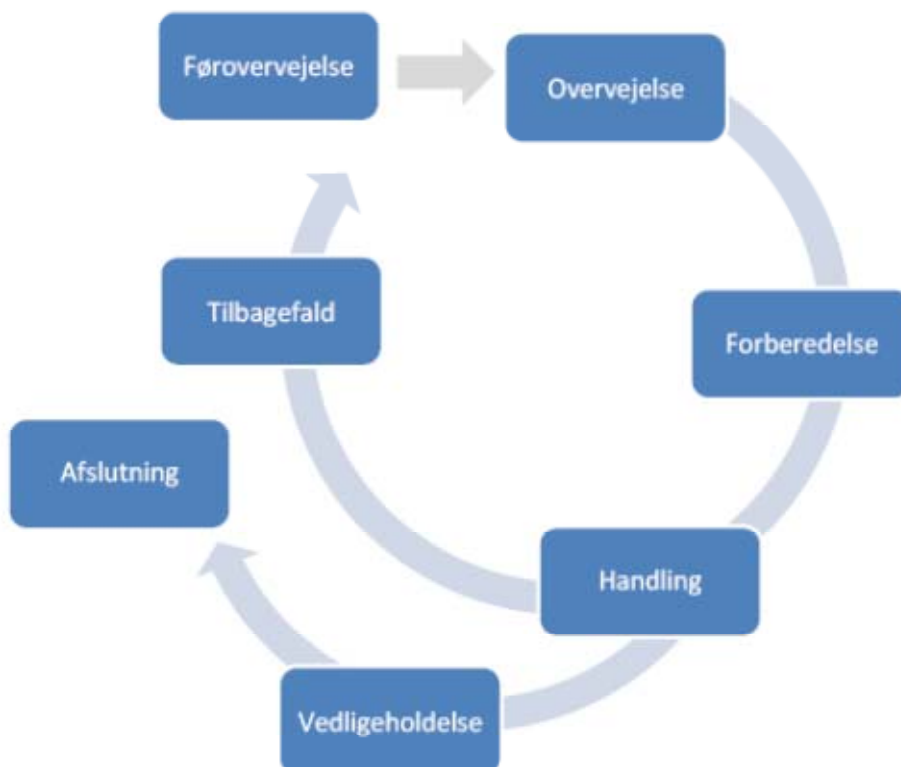 Førovervejelse
Overvejelse
Forberedelse
Handling
Vedligeholdelse
Afslutning
Tilbagefald